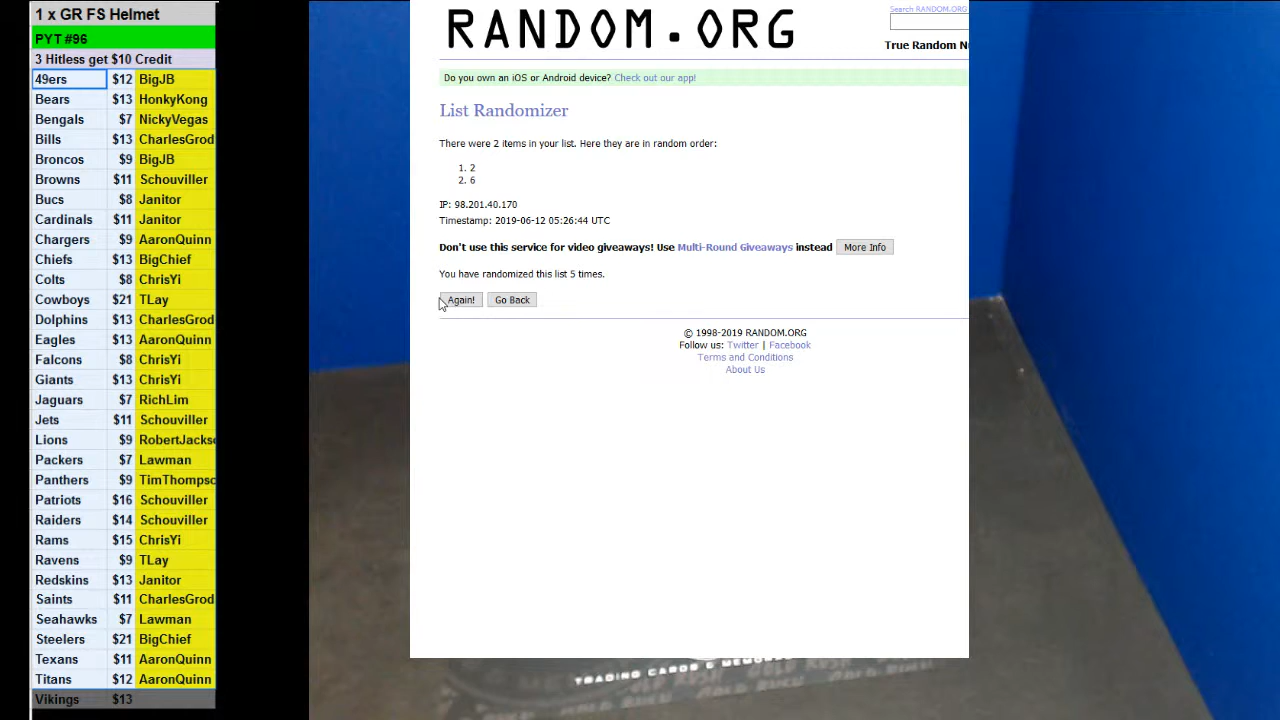 1 x GR FS Helmet
PYT #96
3 Hitless get $10 Credit
49ers $12 BigJB
Bears $13 HonkyKong
Bengals $7 NickyVegas
Bills $13 CharlesGrod
Broncos $9 BigJB
Browns $11 Schouviller
Bucs $8 Janitor
Cardinals $11 Janitor
Chargers $9 AaronQuinn
Chiefs $13 BigChief
Colts $8 ChrisYi
Cowboys $21 TLay
Dolphins $13 CharlesGrod
Eagles $13 AaronQuinn
Falcons $8 ChrisYi
Giants $13 ChrisYi
Jaguars $7 RichLim
Jets $11 Schouviller
Lions $9 RobertJackso
Packers $7 Lawman
Panthers $9 TimThompso
Patriots $16 Schouviller
Raiders $14 Schouviller
Rams $15 ChrisYi
Ravens $9 TLay
Redskins $13 Janitor
Saints $11 CharlesGrod
Seahawks $7 Lawman
Steelers $21 BigChief
Texans $11 AaronQuinn
Titans $12 AaronQuinn
Vikings $13
RANDOM.ORG
Search RANDOM.ORG
True Random N
Do you own an iOS or Android device? Check out our app!
List Randomizer
There were 2 items in your list. Here they are in random order:
1. 2
2. 6
IP: 98.201.40.170
Timestamp: 2019-06-12 05:26:44 UTC
Don't use this service for video giveaways! Use Multi-Round Giveaways instead More Info
You have randomized this list 5 times.
Again! Go Back
© 1998-2019 RANDOM.ORG
Follow us: Twitter | Facebook
Terms and Conditions
About Us
TRADING CARDS &